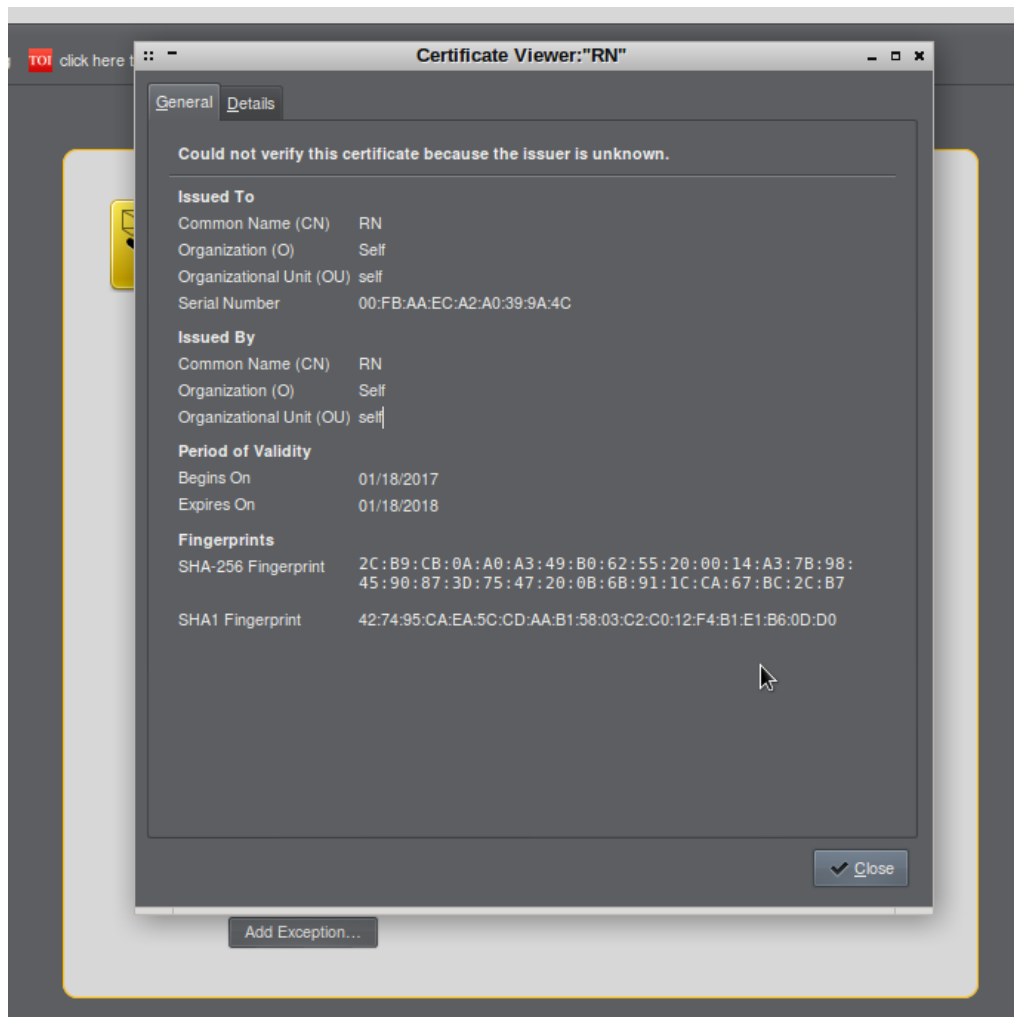 Certificate Viewer:"RN"
TOI click here t
General Details
Could not verify this certificate because the issuer is unknown.
Issued To
Common Name (CN) RN
Organization (O) Self
Organizational Unit (OU) self
Serial Number 00:FB:AA:EC:A2:A0:39:9A:4C
Issued By
Common Name (CN) RN
Organization (O) Self
Organizational Unit (OU) self
Period of Validity
Begins On 01/18/2017
Expires On 01/18/2018
Fingerprints
SHA-256 Fingerprint 2C:B9:CB:0A:A0:A3:49:B0:62:55:20:00:14:A3:7B:98:
45:90:87:3D:75:47:20:0B:6B:91:1C:CA:67:BC:2C:B7
SHA1 Fingerprint 42:74:95:CA:EA:5C:CD:AA:B1:58:03:C2:C0:12:F4:B1:E1:B6:0D:D0
Close
Add Exception...